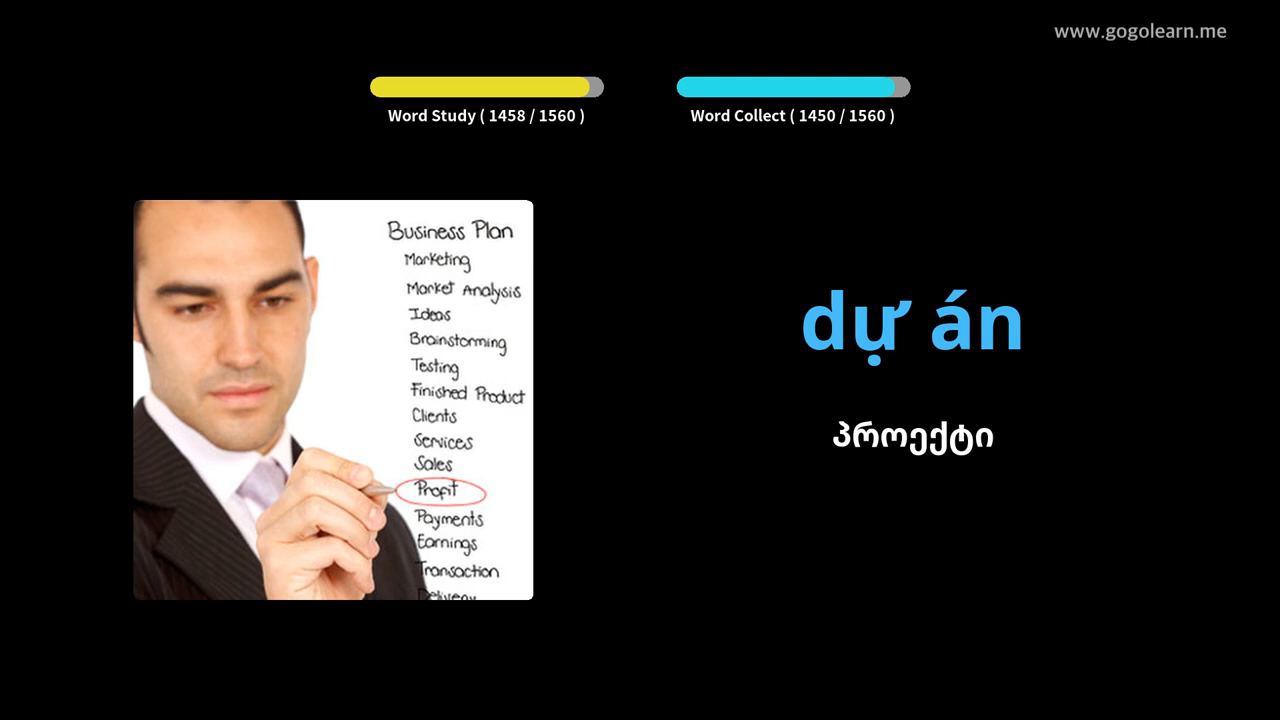 www.gogolearn.me
Word Study ( 1458 / 1560 )
Word Collect ( 1450 / 1560 )
Business Plan
Marketing
Market Analysis
Ideas
Brainstorming
Testing
Finished Product
Clients
Services
Sales
Profit
Payments
Earnings
Transaction
Delivery
dự án
პროექტი